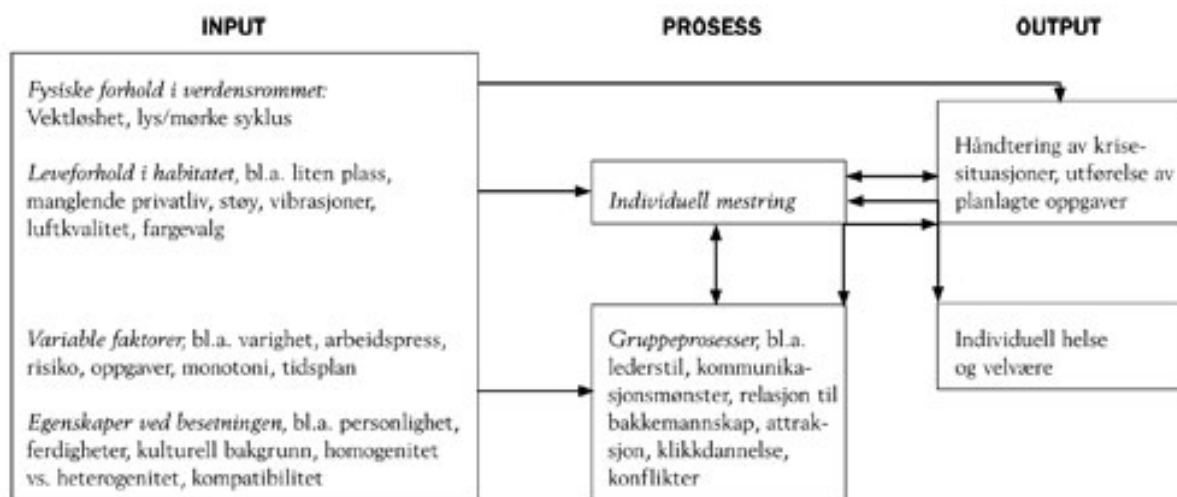 INPUT
PROSESS
OUTPUT
Fysiske forhold i verdensrommet:
Vektløshet, lys/mørke syklus
Leveforhold i habitatet, bl.a. liten plass,
manglende privatliv, støy, vibrasjoner,
luftkvalitet, fargevalg
Variable faktorer, bl.a. varighet, arbeidspress,
risiko, oppgaver, monotoni, tidsplan
Egenskaper ved besetningen, bl.a. personlighet,
ferdigheter, kulturell bakgrunn, homogenitet
vs. heterogenitet, kompatibilitet
Individuell mestring
Gruppeprosesser, bl.a.
lederstil, kommunika-
sjonsmønster, relasjon til
bakkemannskap, attrak-
sjon, klikkdannelse,
konflikter
Håndtering av krise-
situasjoner, utførelse av
planlagte oppgaver
Individuell helse
og velvære